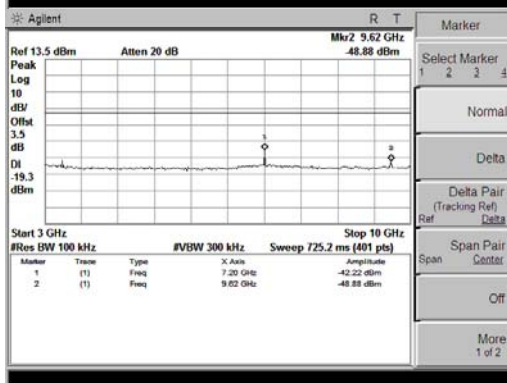 Agilent R T
Mkr2 9.62 GHz
Ref 13.5 dBm Atten 20 dB -48.88 dBm
Peak
Log
10
dB/
Offst
3.5
dB
DI
-19.3
dBm
1
2
Start 3 GHz Stop 10 GHz
#Res BW 100 kHz #VBW 300 kHz Sweep 725.2 ms (401 pts)
Marker Trace Type X Axis Amplitude
1 (1) Freq 7.20 GHz -42.22 dBm
2 (1) Freq 9.62 GHz -48.88 dBm
Marker
Select Marker
1 2 3 4
Normal
Delta
Delta Pair
(Tracking Ref)
Ref Delta
Span Pair
Span Center
Off
More
1 of 2